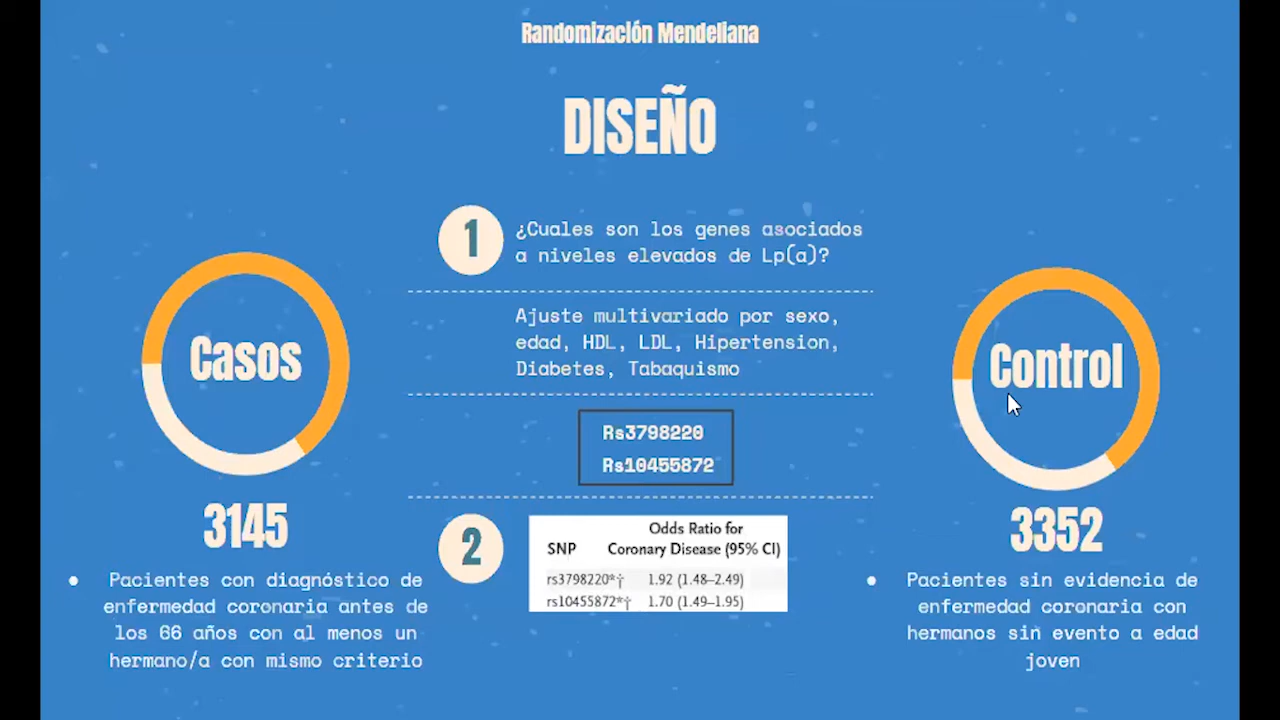 Randomización Mendeliana
DISEÑO
1
¿Cuales son los genes asociados
a niveles elevados de Lp(a)?
Ajuste multivariado por sexo,
edad, HDL, LDL, Hipertension,
Diabetes, Tabaquismo
Rs3798220
Rs10455872
2
Odds Ratio for
SNP Coronary Disease (95% CI)
rs3798220*† 1.92 (1.48–2.49)
rs10455872*† 1.70 (1.49–1.95)
Casos
3145
● Pacientes con diagnóstico de
enfermedad coronaria antes de
los 66 años con al menos un
hermano/a con mismo criterio
Control
3352
● Pacientes sin evidencia de
enfermedad coronaria con
hermanos sin evento a edad
joven